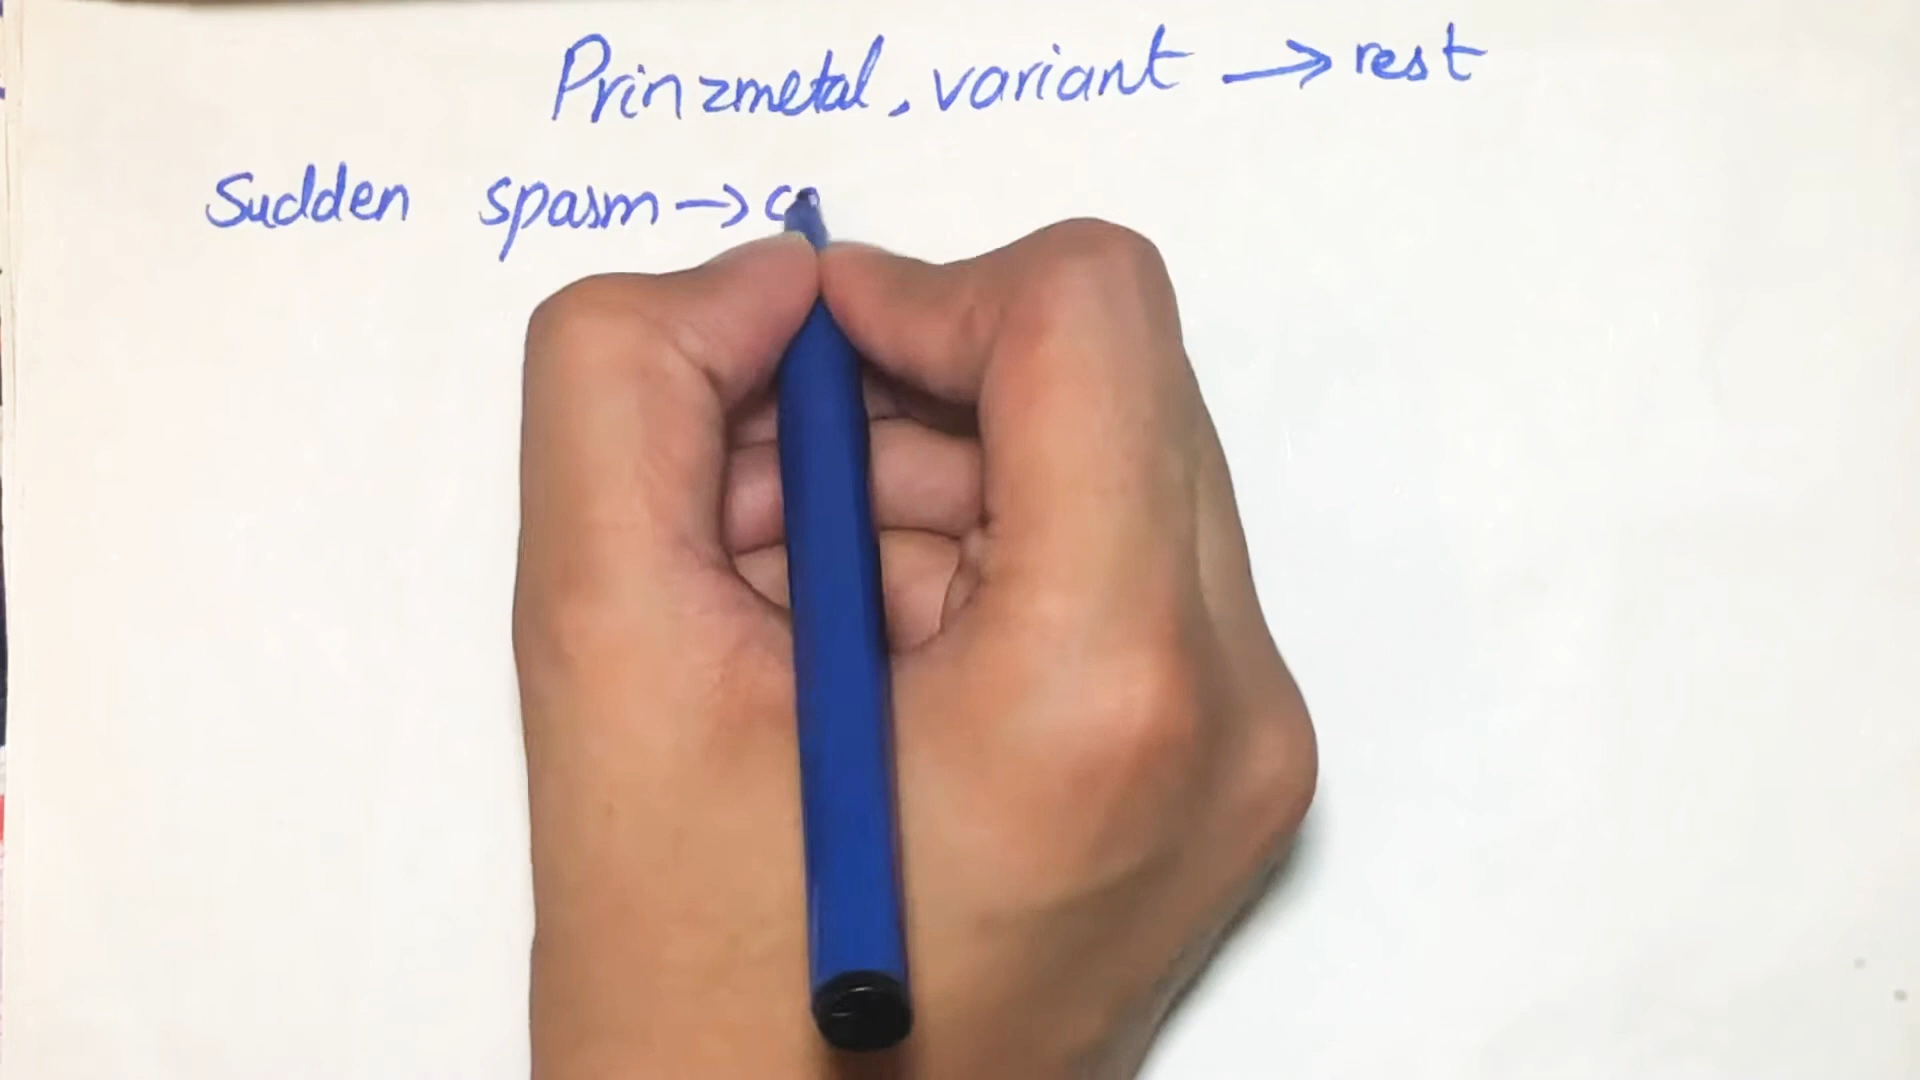 Prinzmetal, variant → rest
Sudden spasm →